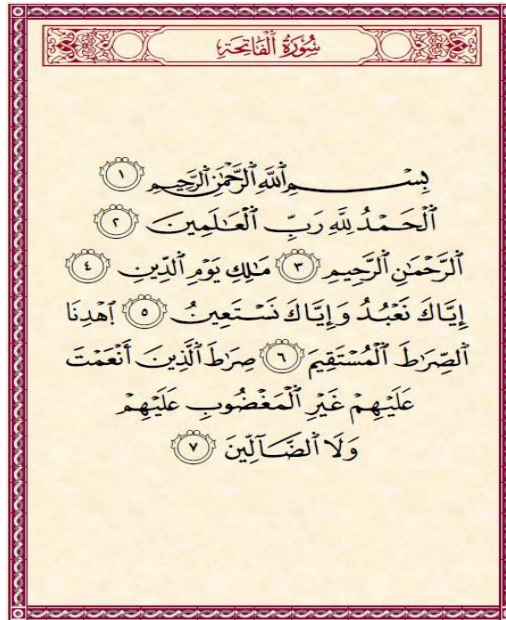 سُورَةُ ٱلْفَاتِحَةِ
بِسْمِ ٱللَّهِ ٱلرَّحْمَٰنِ ٱلرَّحِيمِ ١
ٱلْحَمْدُ لِلَّهِ رَبِّ ٱلْعَٰلَمِينَ ٢
ٱلرَّحْمَٰنِ ٱلرَّحِيمِ ٣ مَٰلِكِ يَوْمِ ٱلدِّينِ ٤
إِيَّاكَ نَعْبُدُ وَإِيَّاكَ نَسْتَعِينُ ٥ ٱهْدِنَا
ٱلصِّرَٰطَ ٱلْمُسْتَقِيمَ ٦ صِرَٰطَ ٱلَّذِينَ أَنْعَمْتَ
عَلَيْهِمْ غَيْرِ ٱلْمَغْضُوبِ عَلَيْهِمْ
وَلَا ٱلضَّآلِّينَ ٧